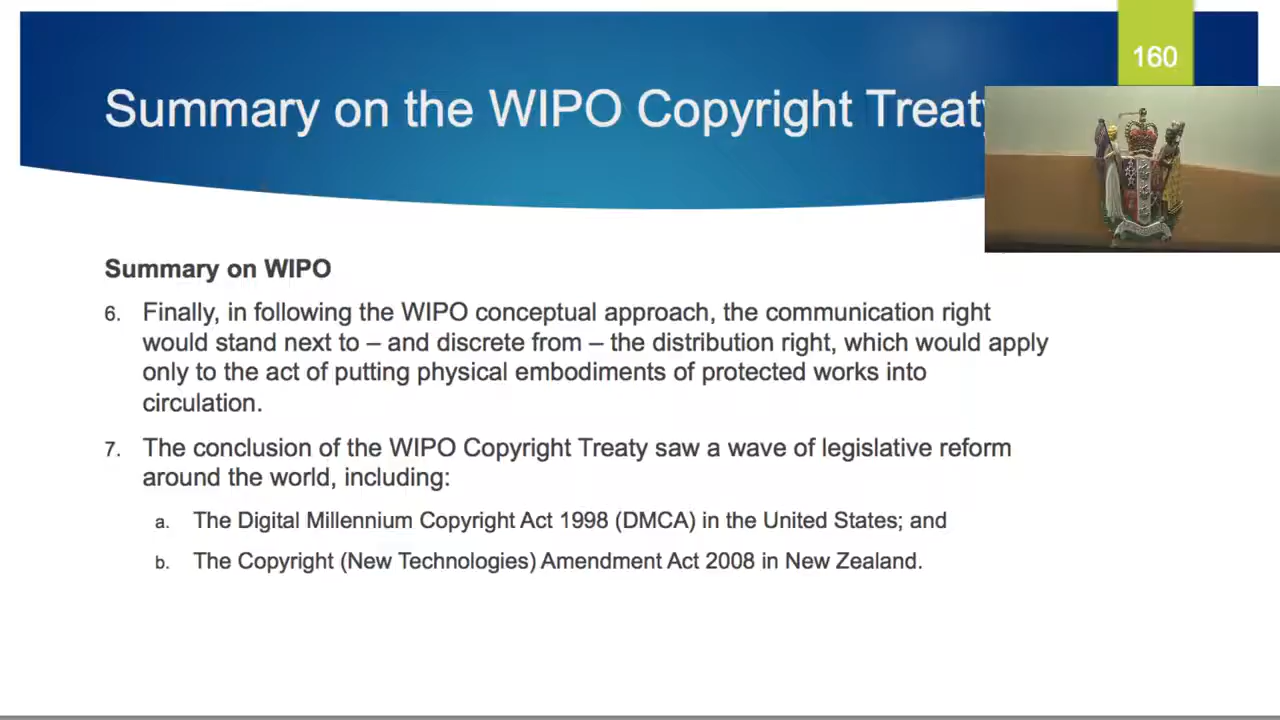 160
Summary on the WIPO Copyright Treaty
Summary on WIPO
6. Finally, in following the WIPO conceptual approach, the communication right
would stand next to – and discrete from – the distribution right, which would apply
only to the act of putting physical embodiments of protected works into
circulation.
7. The conclusion of the WIPO Copyright Treaty saw a wave of legislative reform
around the world, including:
a. The Digital Millennium Copyright Act 1998 (DMCA) in the United States; and
b. The Copyright (New Technologies) Amendment Act 2008 in New Zealand.